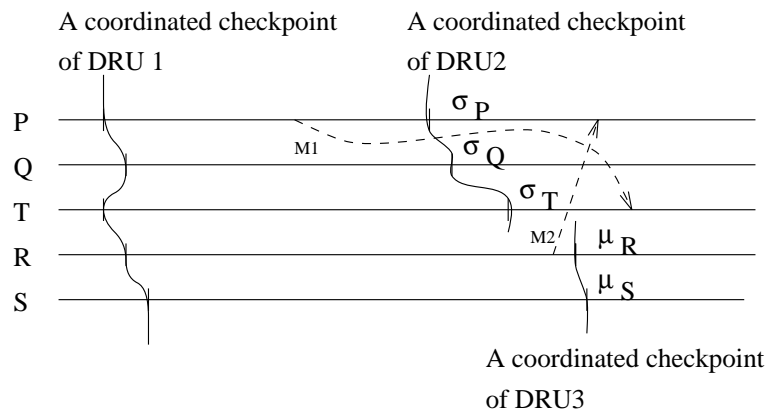 A coordinated checkpoint
of DRU 1
A coordinated checkpoint
of DRU2
P
σ P
M1
Q
σ Q
T
σ T
M2
R
μ R
S
μ S
A coordinated checkpoint
of DRU3